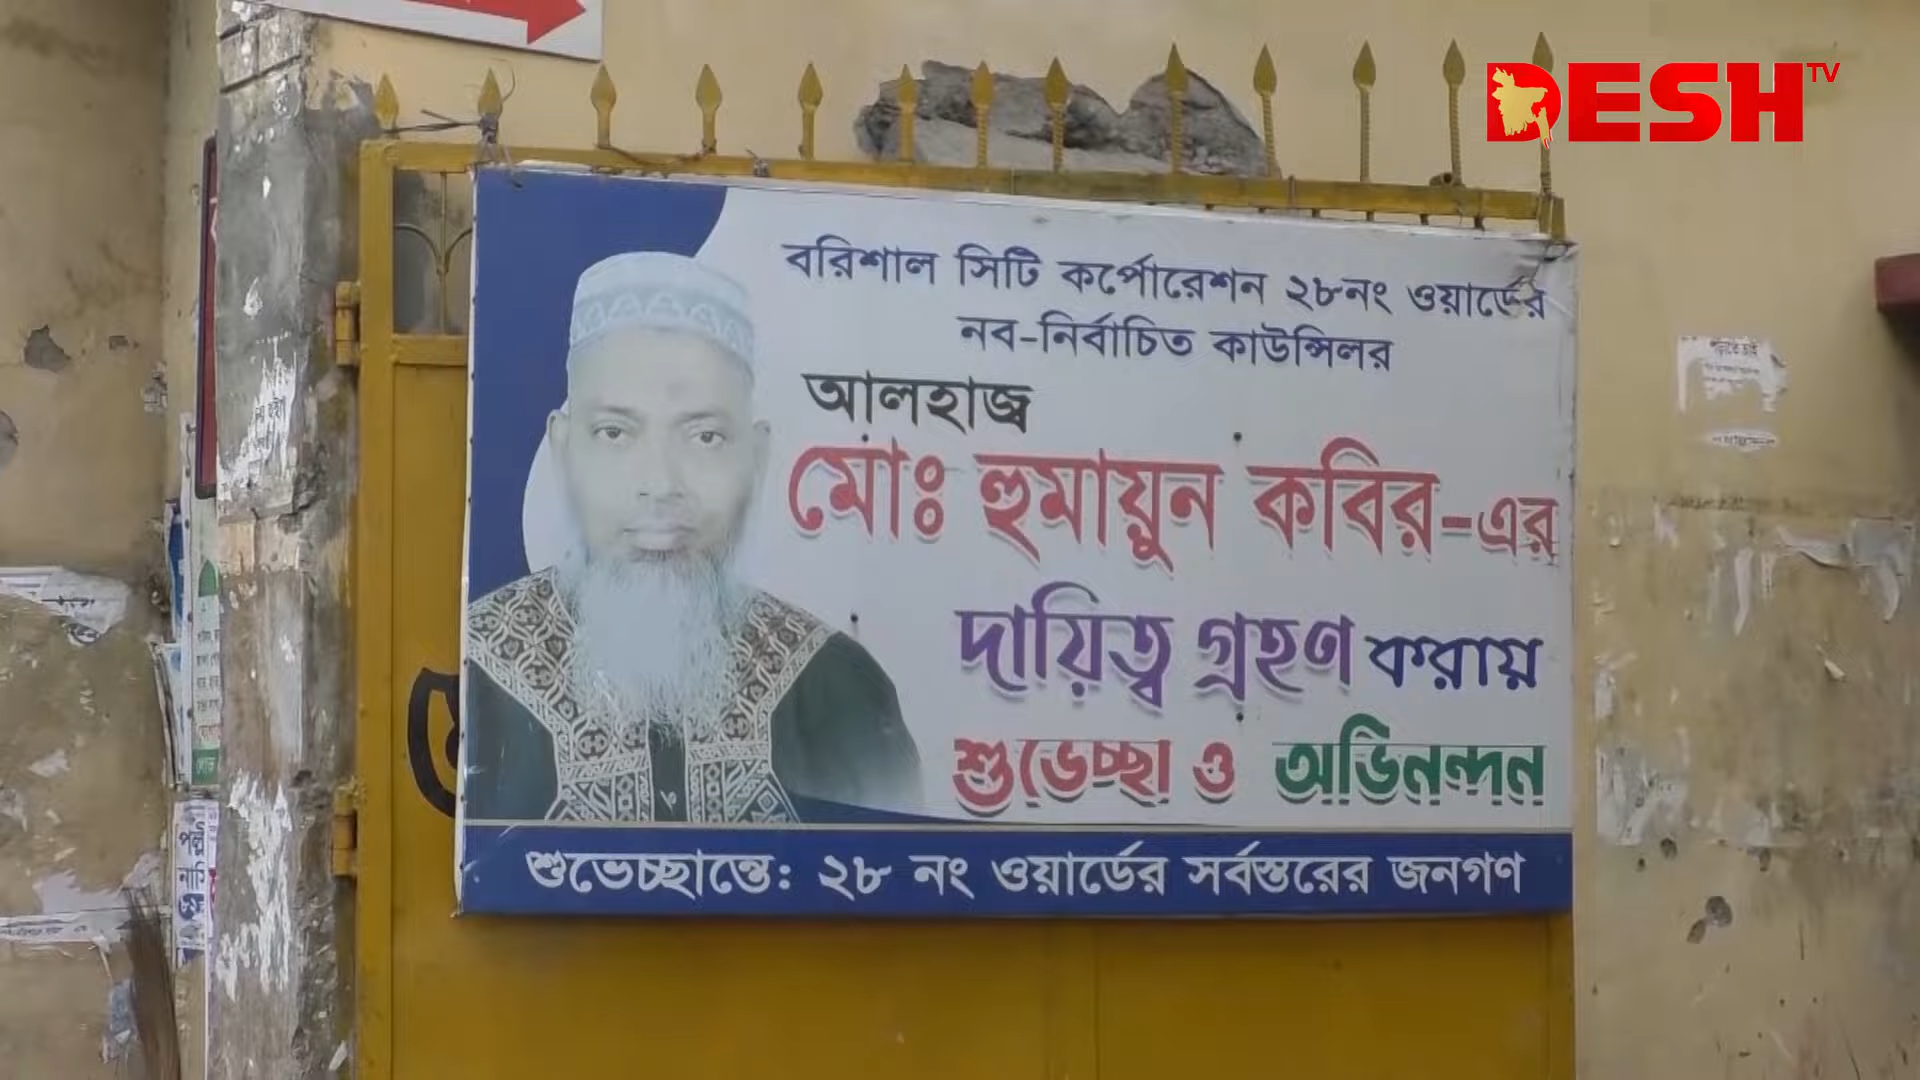 DESH TV
বরিশাল সিটি কর্পোরেশন ২৮নং ওয়ার্ডের
নব-নির্বাচিত কাউন্সিলর
আলহাজ্ব
মোঃ হুমায়ুন কবির-এর
দায়িত্ব গ্রহণ করায়
শুভেচ্ছা ও অভিনন্দন
শুভেচ্ছান্তে: ২৮ নং ওয়ার্ডের সর্বস্তরের জনগণ